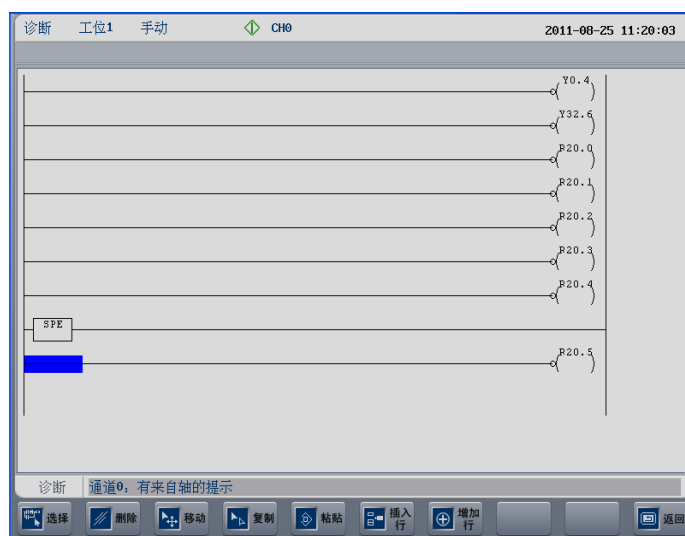 诊断 工位1 手动 CH0 2011-08-25 11:20:03
Y0.4
Y32.6
R20.0
R20.1
R20.2
R20.3
R20.4
SPE
R20.5
诊断 通道0：有来自轴的提示
选择 删除 移动 复制 粘贴 插入行 增加行 返回